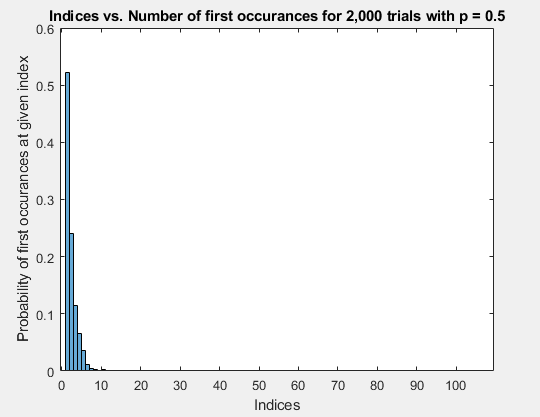 Indices vs. Number of first occurances for 2,000 trials with p = 0.5
Probability of first occurances at given index
0.6
0.5
0.4
0.3
0.2
0.1
0
0 10 20 30 40 50 60 70 80 90 100
Indices